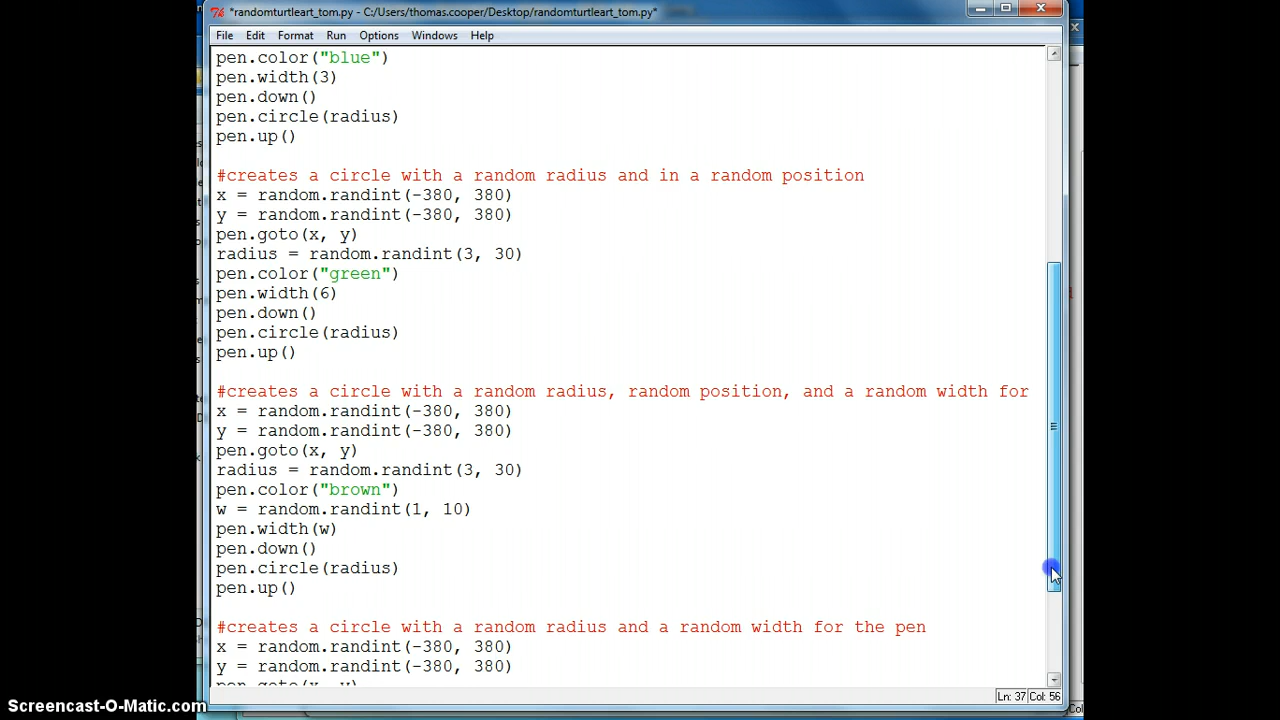 *randomturtleart_tom.py - C:/Users/thomas.cooper/Desktop/randomturtleart_tom.py*
File Edit Format Run Options Windows Help
pen.color("blue")
pen.width(3)
pen.down()
pen.circle(radius)
pen.up()
#creates a circle with a random radius and in a random position
x = random.randint(-380, 380)
y = random.randint(-380, 380)
pen.goto(x, y)
radius = random.randint(3, 30)
pen.color("green")
pen.width(6)
pen.down()
pen.circle(radius)
pen.up()
#creates a circle with a random radius, random position, and a random width for
x = random.randint(-380, 380)
y = random.randint(-380, 380)
pen.goto(x, y)
radius = random.randint(3, 30)
pen.color("brown")
w = random.randint(1, 10)
pen.width(w)
pen.down()
pen.circle(radius)
pen.up()
#creates a circle with a random radius and a random width for the pen
x = random.randint(-380, 380)
y = random.randint(-380, 380)
pen.goto(x, y)
Ln: 37 Col: 56
Screencast-O-Matic.com